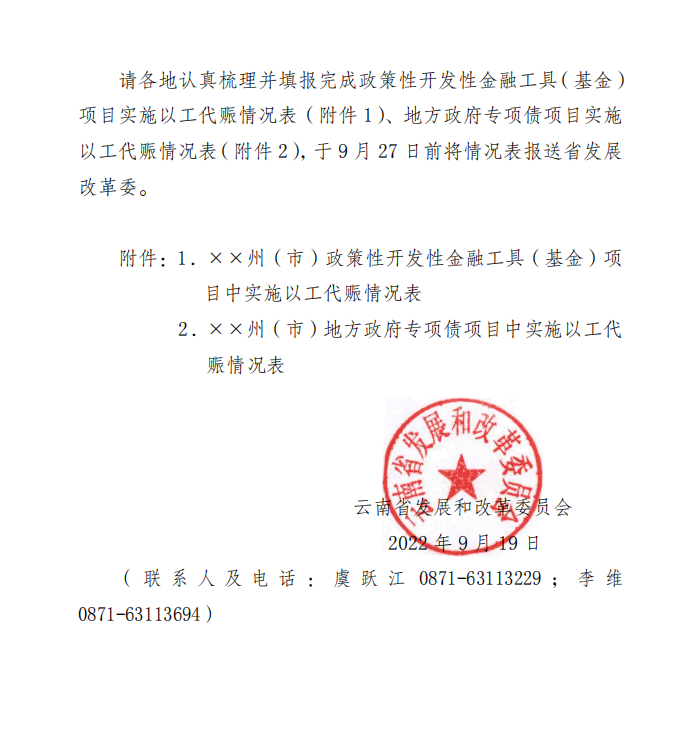 请各地认真梳理并填报完成政策性开发性金融工具（基金）
项目实施以工代赈情况表（附件1）、地方政府专项债项目实施
以工代赈情况表（附件2），于9月27日前将情况表报送省发展
改革委。
附件：1．××州（市）政策性开发性金融工具（基金）项
目中实施以工代赈情况表
2．××州（市）地方政府专项债项目中实施以工代
赈情况表
云南省发展和改革委员会
云南省发展和改革委员会
2022年9月19日
（联系人及电话：虞跃江0871-63113229；李维
0871-63113694）